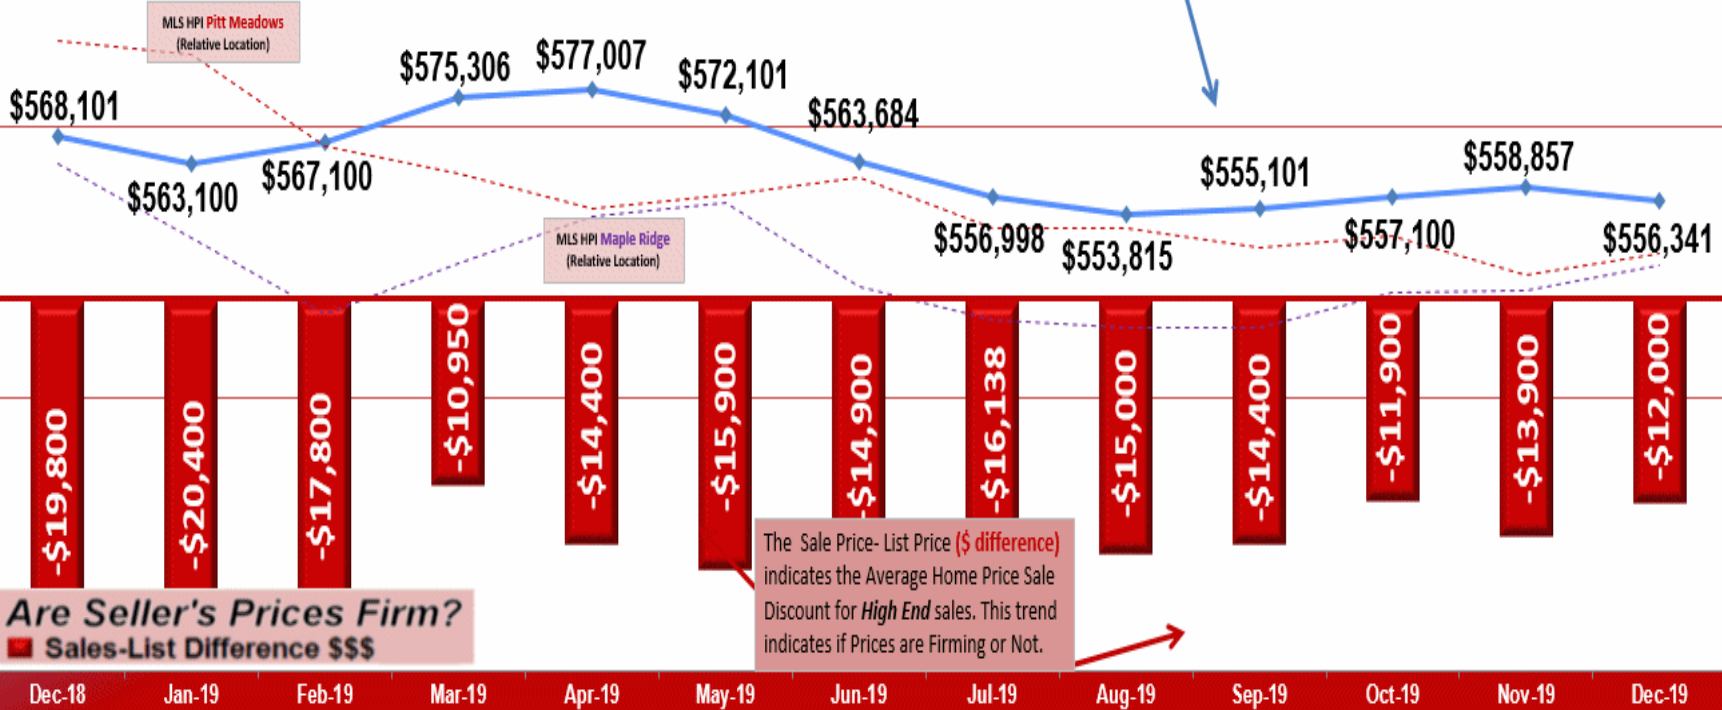 MLS HPI Pitt Meadows
(Relative Location)
$568,101
$563,100
$567,100
$575,306
$577,007
$572,101
$563,684
$556,998
$553,815
$555,101
$557,100
$558,857
$556,341
MLS HPI Maple Ridge
(Relative Location)
-$19,800
-$20,400
-$17,800
-$10,950
-$14,400
-$15,900
-$14,900
-$16,138
-$15,000
-$14,400
-$11,900
-$13,900
-$12,000
The Sale Price- List Price ($ difference)
indicates the Average Home Price Sale
Discount for High End sales. This trend
indicates if Prices are Firming or Not.
Are Seller's Prices Firm?
Sales-List Difference $$$
Dec-18 Jan-19 Feb-19 Mar-19 Apr-19 May-19 Jun-19 Jul-19 Aug-19 Sep-19 Oct-19 Nov-19 Dec-19